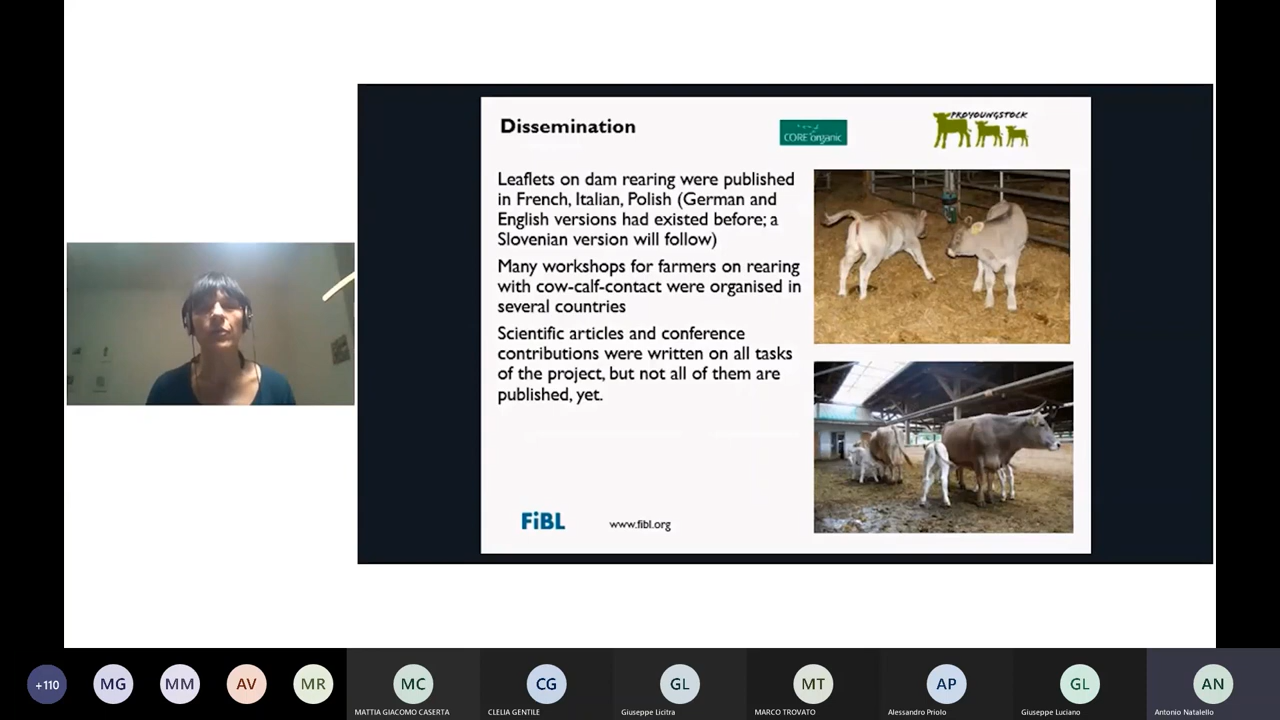 Dissemination
CORE organic
PROYOUNGSTOCK
Leaflets on dam rearing were published
in French, Italian, Polish (German and
English versions had existed before; a
Slovenian version will follow)
Many workshops for farmers on rearing
with cow-calf-contact were organised in
several countries
Scientific articles and conference
contributions were written on all tasks
of the project, but not all of them are
published, yet.
FiBL
www.fibl.org
+110
MG
MM
AV
MR
MC
CG
GL
MT
AP
GL
AN
MATTIA GIACOMO CASERTA
CLELIA GENTILE
Giuseppe Licitra
MARCO TROVATO
Alessandro Priolo
Giuseppe Luciano
Antonio Natalello